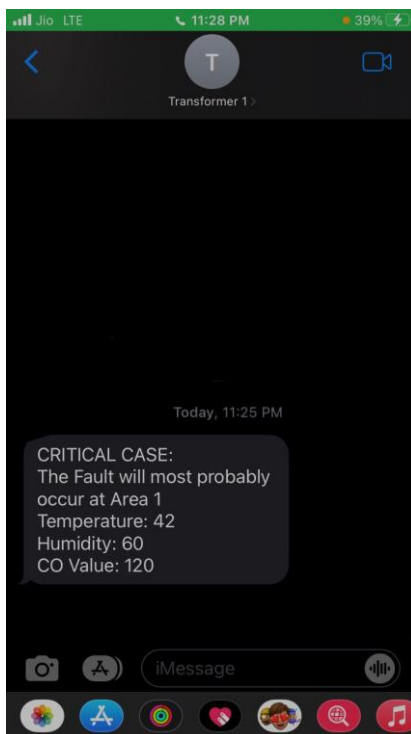 Jio LTE 11:28 PM 39%
T
Transformer 1
Today, 11:25 PM
CRITICAL CASE:
The Fault will most probably
occur at Area 1
Temperature: 42
Humidity: 60
CO Value: 120
iMessage